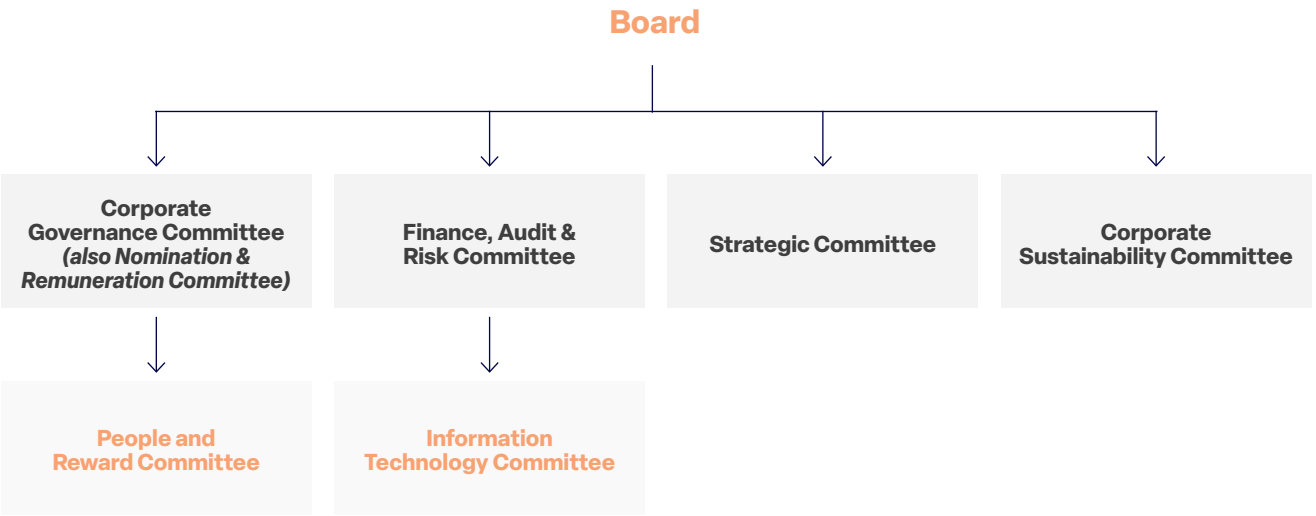 Board
Corporate
Governance Committee
(also Nomination &
Remuneration Committee)
Finance, Audit &
Risk Committee
Strategic Committee
Corporate
Sustainability Committee
People and
Reward Committee
Information
Technology Committee